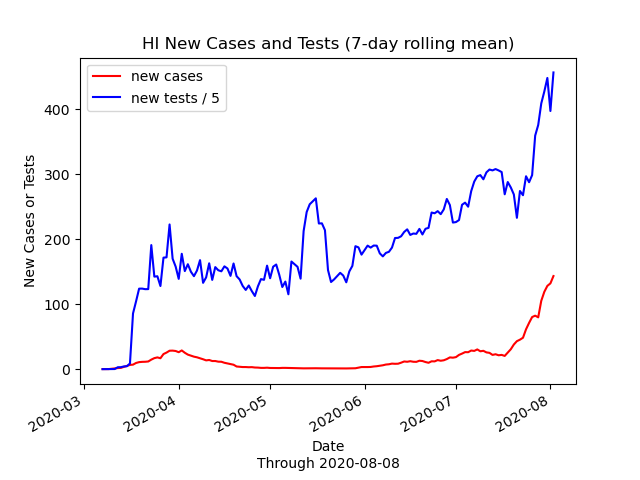 HI New Cases and Tests (7-day rolling mean)
new cases
new tests / 5
New Cases or Tests
400
300
200
100
0
2020-03
2020-04
2020-05
2020-06
2020-07
2020-08
Date
Through 2020-08-08